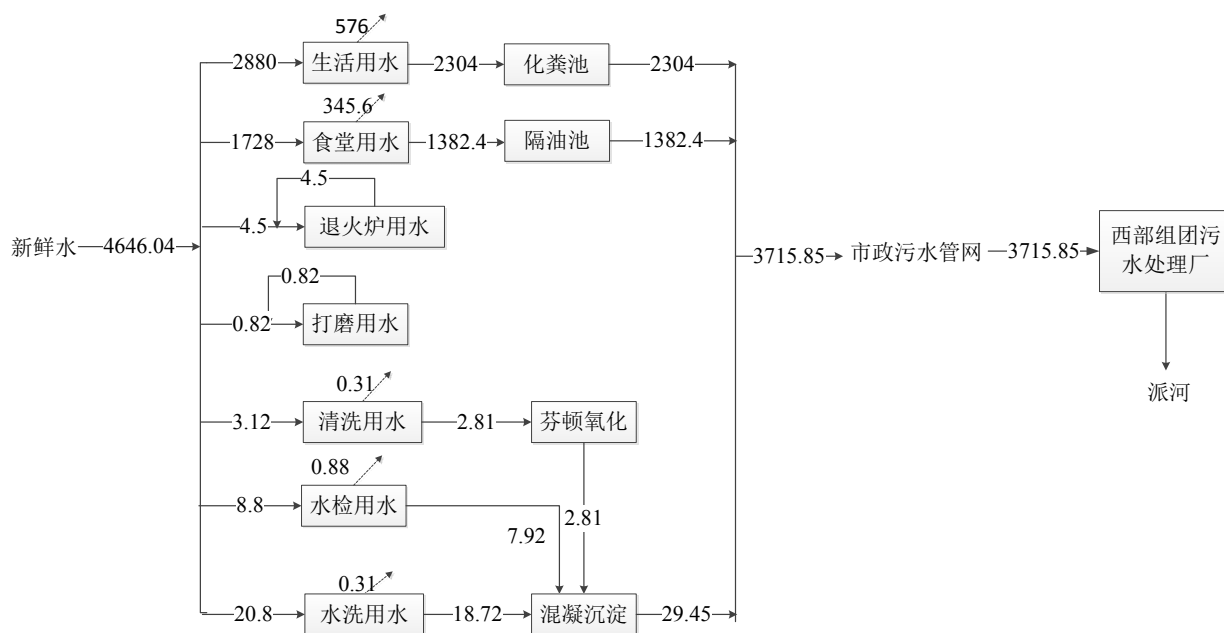 576
2880
生活用水
2304
化粪池
2304
345.6
1728
食堂用水
1382.4
隔油池
1382.4
4.5
4.5
退火炉用水
新鲜水
4646.04
3715.85
市政污水管网
3715.85
西部组团污
水处理厂
0.82
0.82
打磨用水
派河
0.31
3.12
清洗用水
2.81
芬顿氧化
0.88
8.8
水检用水
7.92
2.81
0.31
20.8
水洗用水
18.72
混凝沉淀
29.45